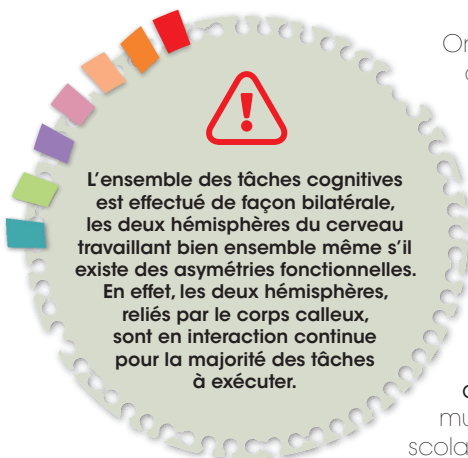 L'ensemble des tâches cognitives
est effectué de façon bilatérale,
les deux hémisphères du cerveau
travaillant bien ensemble même s'il
existe des asymétries fonctionnelles.
En effet, les deux hémisphères,
reliés par le corps calleux,
sont en interaction continue
pour la majorité des tâches
à exécuter.